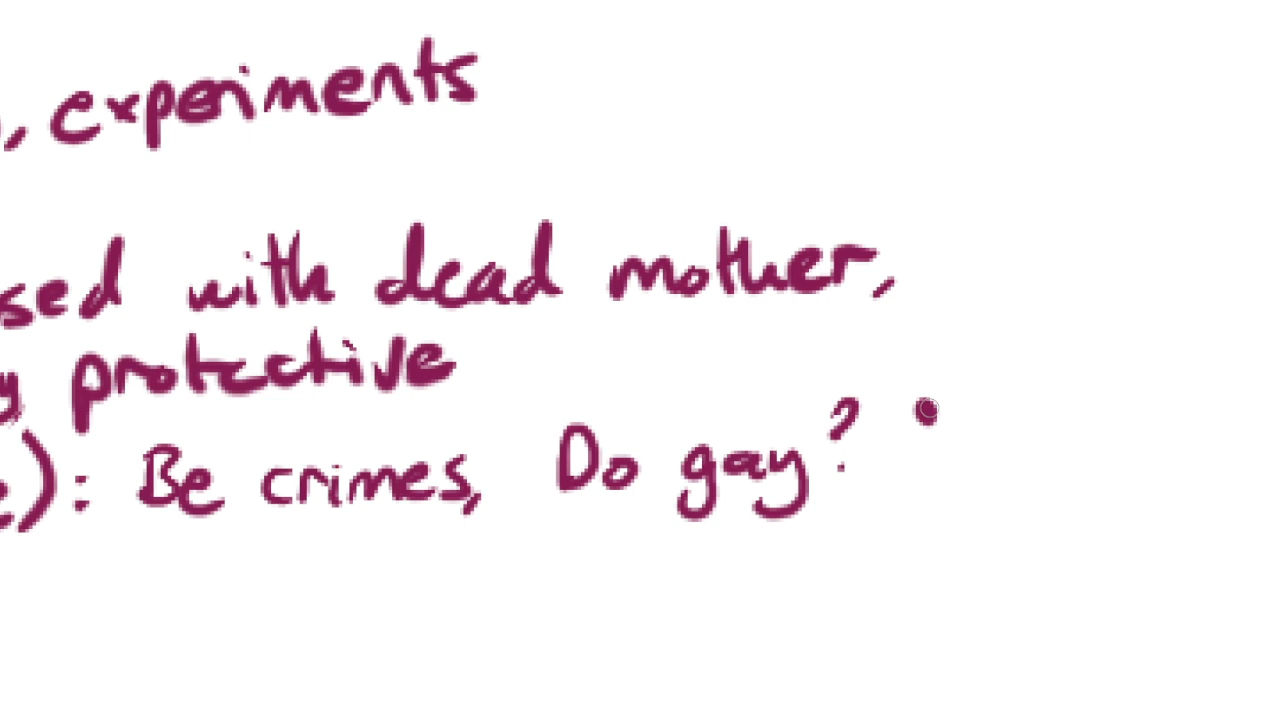 , experiments
sed with dead mother,
y protective
e): Be crimes, Do gay?